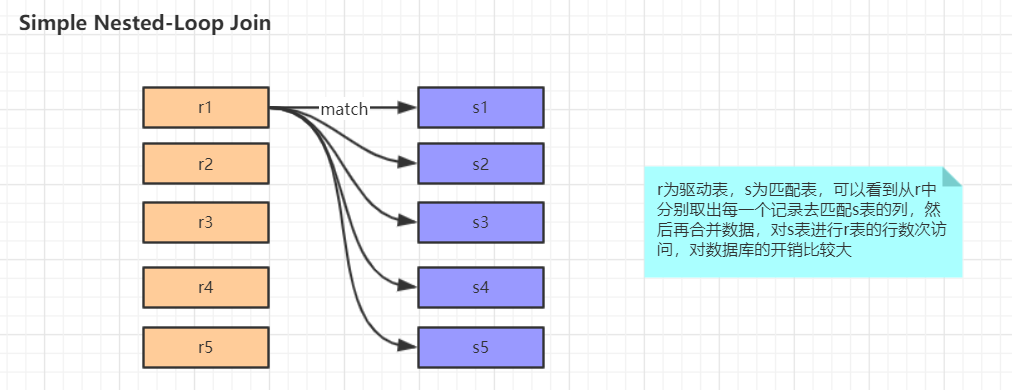 Simple Nested-Loop Join
r1
match
s1
r2
s2
r3
s3
r4
s4
r5
s5
r为驱动表，s为匹配表，可以看到从r中
分别取出每一个记录去匹配s表的列，然
后再合并数据，对s表进行r表的行数次访
问，对数据库的开销比较大